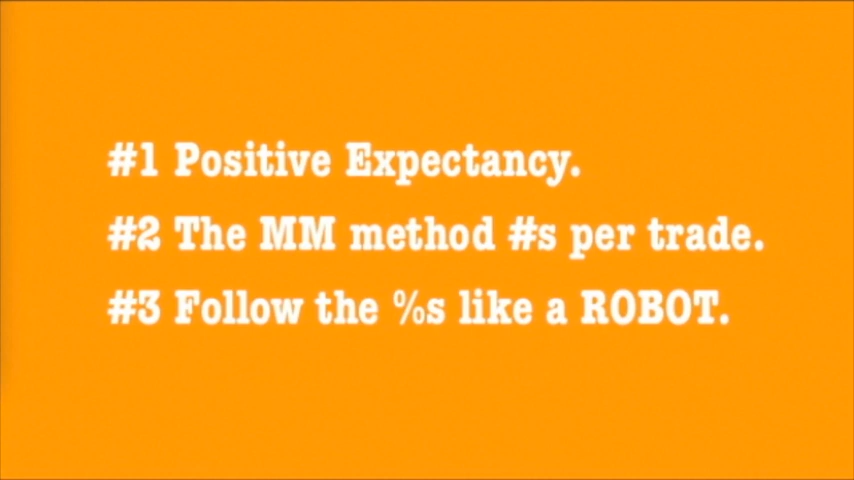 #1 Positive Expectancy.
#2 The MM method #s per trade.
#3 Follow the %s like a ROBOT.